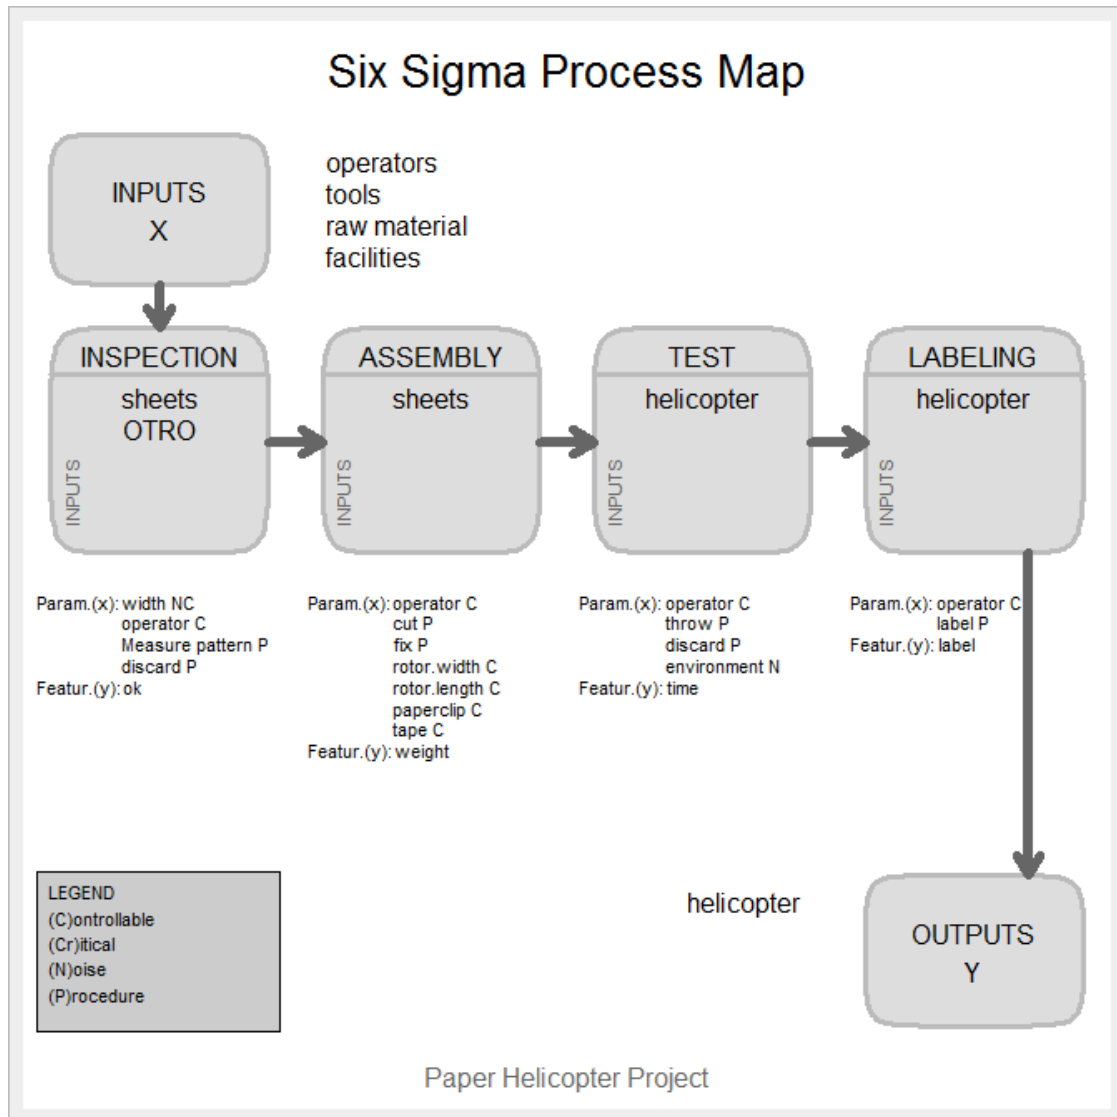 Six Sigma Process Map
INPUTS
X
operators
tools
raw material
facilities
INSPECTION
sheets
OTRO
INPUTS
ASSEMBLY
sheets
INPUTS
TEST
helicopter
INPUTS
LABELING
helicopter
INPUTS
Param.(x): width NC
operator C
Measure pattern P
discard P
Featur.(y): ok
Param.(x): operator C
cut P
fix P
rotor.width C
rotor.length C
paperclip C
tape C
Featur.(y): weight
Param.(x): operator C
throw P
discard P
environment N
Featur.(y): time
Param.(x): operator C
label P
Featur.(y): label
LEGEND
(C)ontrollable
(Cr)itical
(N)oise
(P)rocedure
helicopter
OUTPUTS
Y
Paper Helicopter Project